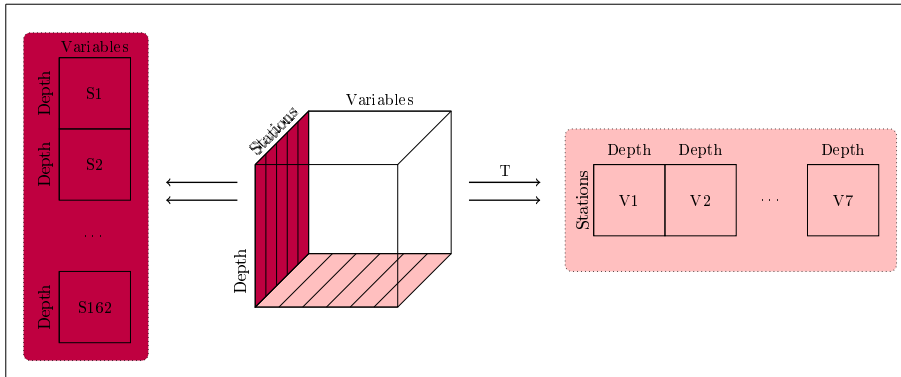 Variables
Depth
S1
Depth
S2
. . .
Depth
S162
Variables
Stations
Depth
T
Depth Depth Depth
Stations
V1 V2 . . . V7